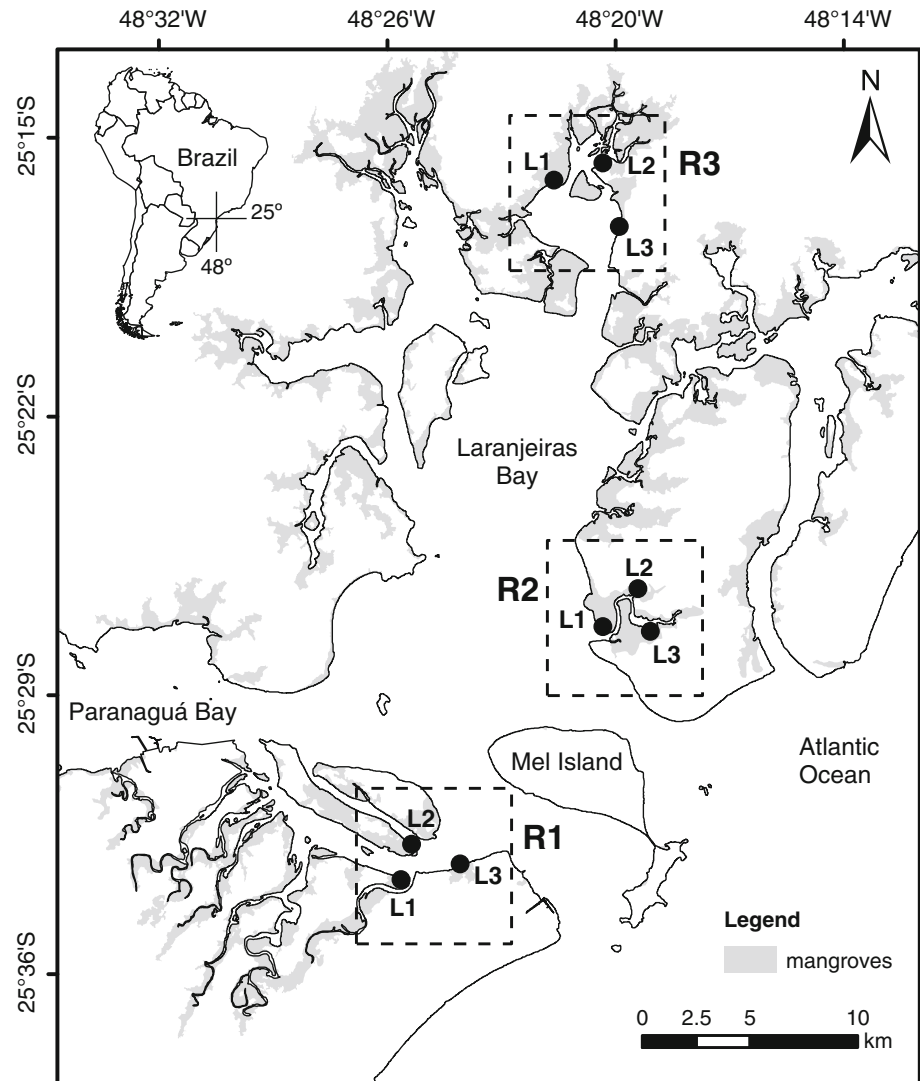 48°32'W
48°26'W
48°20'W
48°14'W
N
25°15'S
Brazil
25°
48°
L1
L2
R3
L3
25°22'S
Laranjeiras
Bay
R2
L2
L1
L3
25°29'S
Paranaguá Bay
Mel Island
Atlantic
Ocean
L2
R1
L3
L1
Legend
mangroves
25°36'S
0 2.5 5 10
km